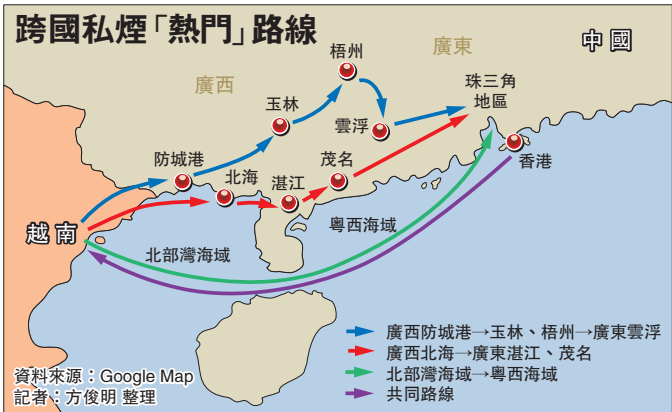 跨國私煙「熱門」路線
中國
廣西
廣東
梧州
玉林
雲浮
珠三角
地區
防城港
北海
湛江
茂名
香港
越南
北部灣海域
粵西海域
廣西防城港→玉林、梧州→廣東雲浮
廣西北海→廣東湛江、茂名
北部灣海域→粵西海域
共同路線
資料來源：Google Map
記者：方俊明 整理